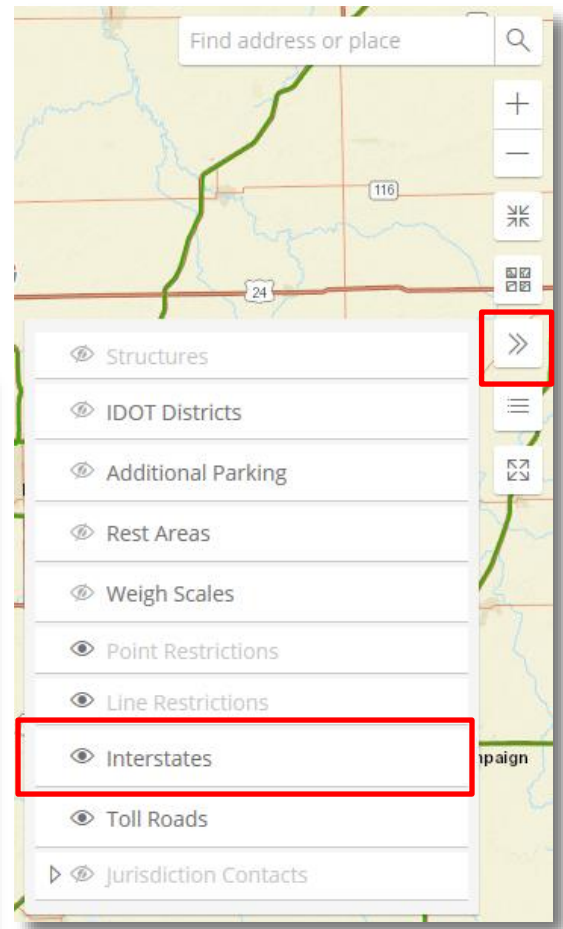 Find address or place
116
24
Structures
IDOT Districts
Additional Parking
Rest Areas
Weigh Scales
Point Restrictions
Line Restrictions
Interstates
npaign
Toll Roads
Jurisdiction Contacts